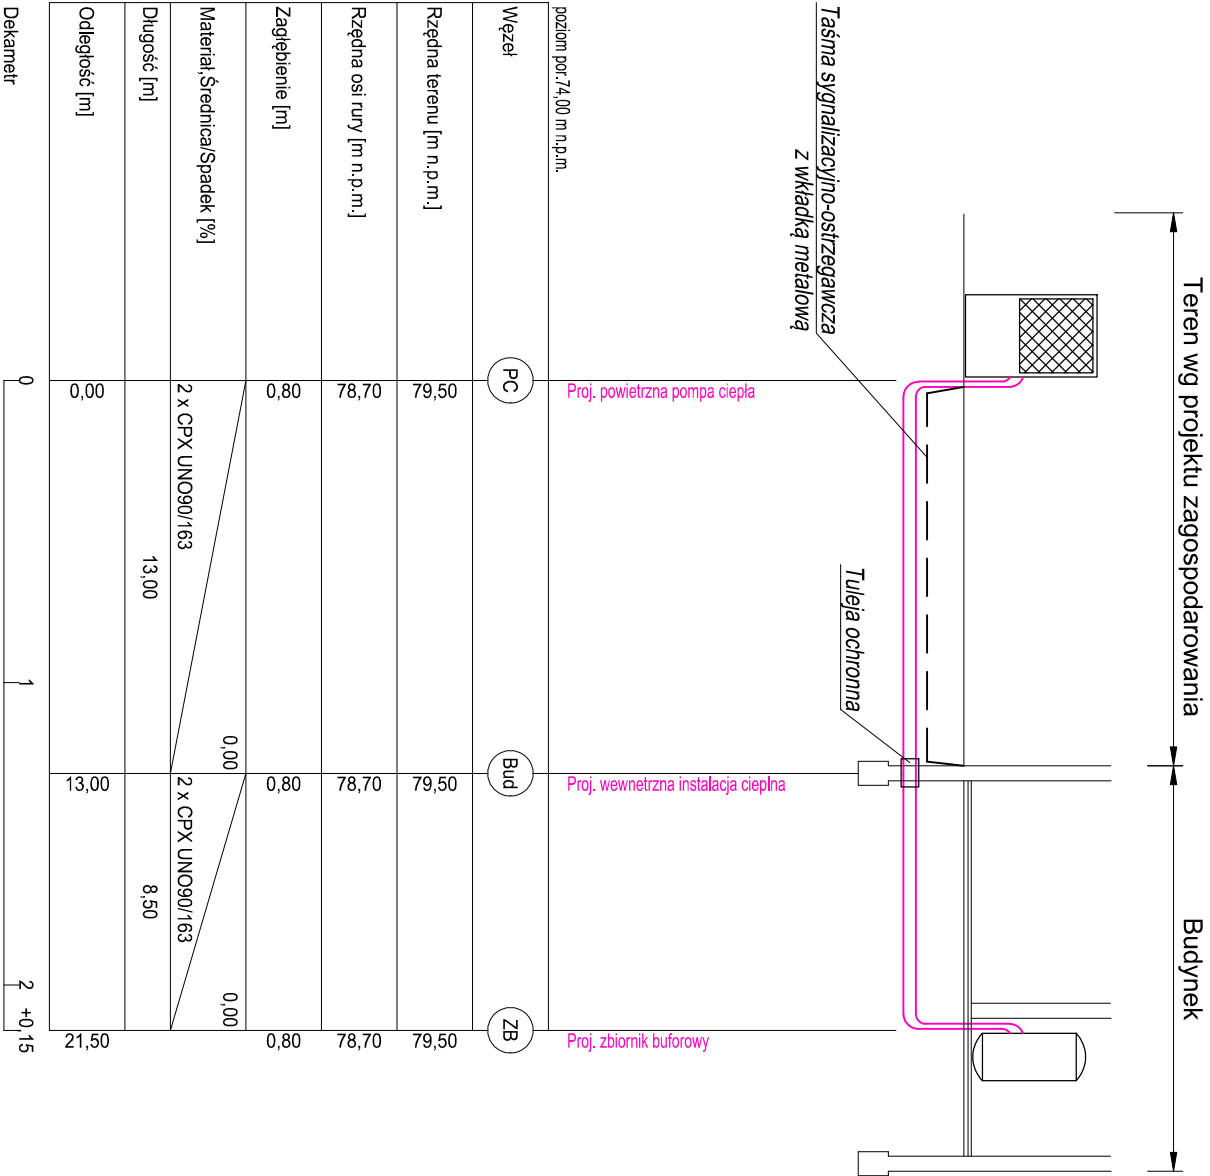 Teren wg projektu zagospodarowania
Budynek
Taśma sygnalizacyjno-ostrzegawcza
z wkładką metalową
Tuleja ochronna
Proj. powietrzna pompa ciepła
Proj. wewnetrzna instalacja cieplna
Proj. zbiornik buforowy
poziom por.74,00 m n.p.m.
Węzeł
PC
Bud
ZB
Rzędna terenu [m n.p.m.]
79,50
79,50
79,50
Rzędna osi rury [m n.p.m.]
78,70
78,70
78,70
Zagłębienie [m]
0,80
0,80
0,80
Materiał,Średnica/Spadek [%]
2 x CPX UNO90/163
0,00
2 x CPX UNO90/163
0,00
Długość [m]
13,00
8,50
Odległość [m]
0,00
13,00
21,50
Dekametr
0
1
2
+0,15